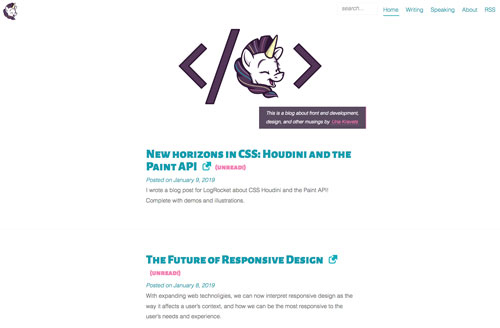 search...
Home Writing Speaking About RSS
This is a blog about front end development,
design, and other musings by Una Kravets
New horizons in CSS: Houdini and the
Paint API (unread!)
Posted on January 9, 2019
I wrote a blog post for LogRocket about CSS Houdini and the Paint API!
Complete with demos and illustrations.
The Future of Responsive Design
(unread!)
Posted on January 8, 2019
With expanding web technologies, we can now interpret responsive design as the
way it affects a user's context, and how we can be the most responsive to the
user's needs and experience.